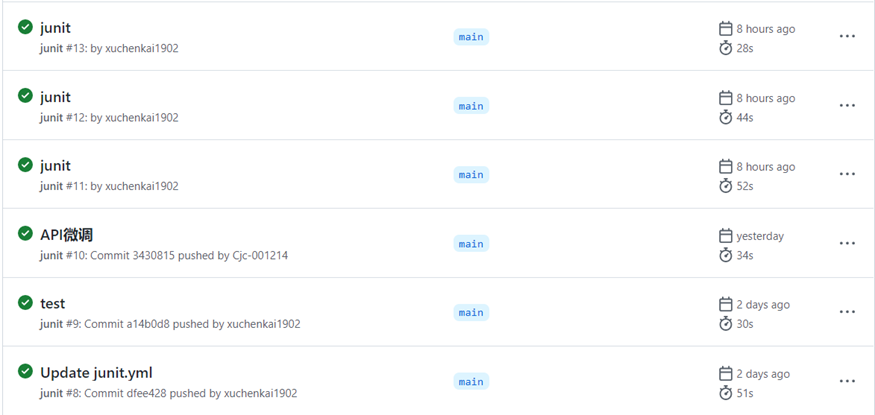 junit
main
8 hours ago
junit #13: by xuchenkai1902
28s
junit
main
8 hours ago
junit #12: by xuchenkai1902
44s
junit
main
8 hours ago
junit #11: by xuchenkai1902
52s
API微调
main
yesterday
junit #10: Commit 3430815 pushed by Cjc-001214
34s
test
main
2 days ago
junit #9: Commit a14b0d8 pushed by xuchenkai1902
30s
Update junit.yml
main
2 days ago
junit #8: Commit dfee428 pushed by xuchenkai1902
51s